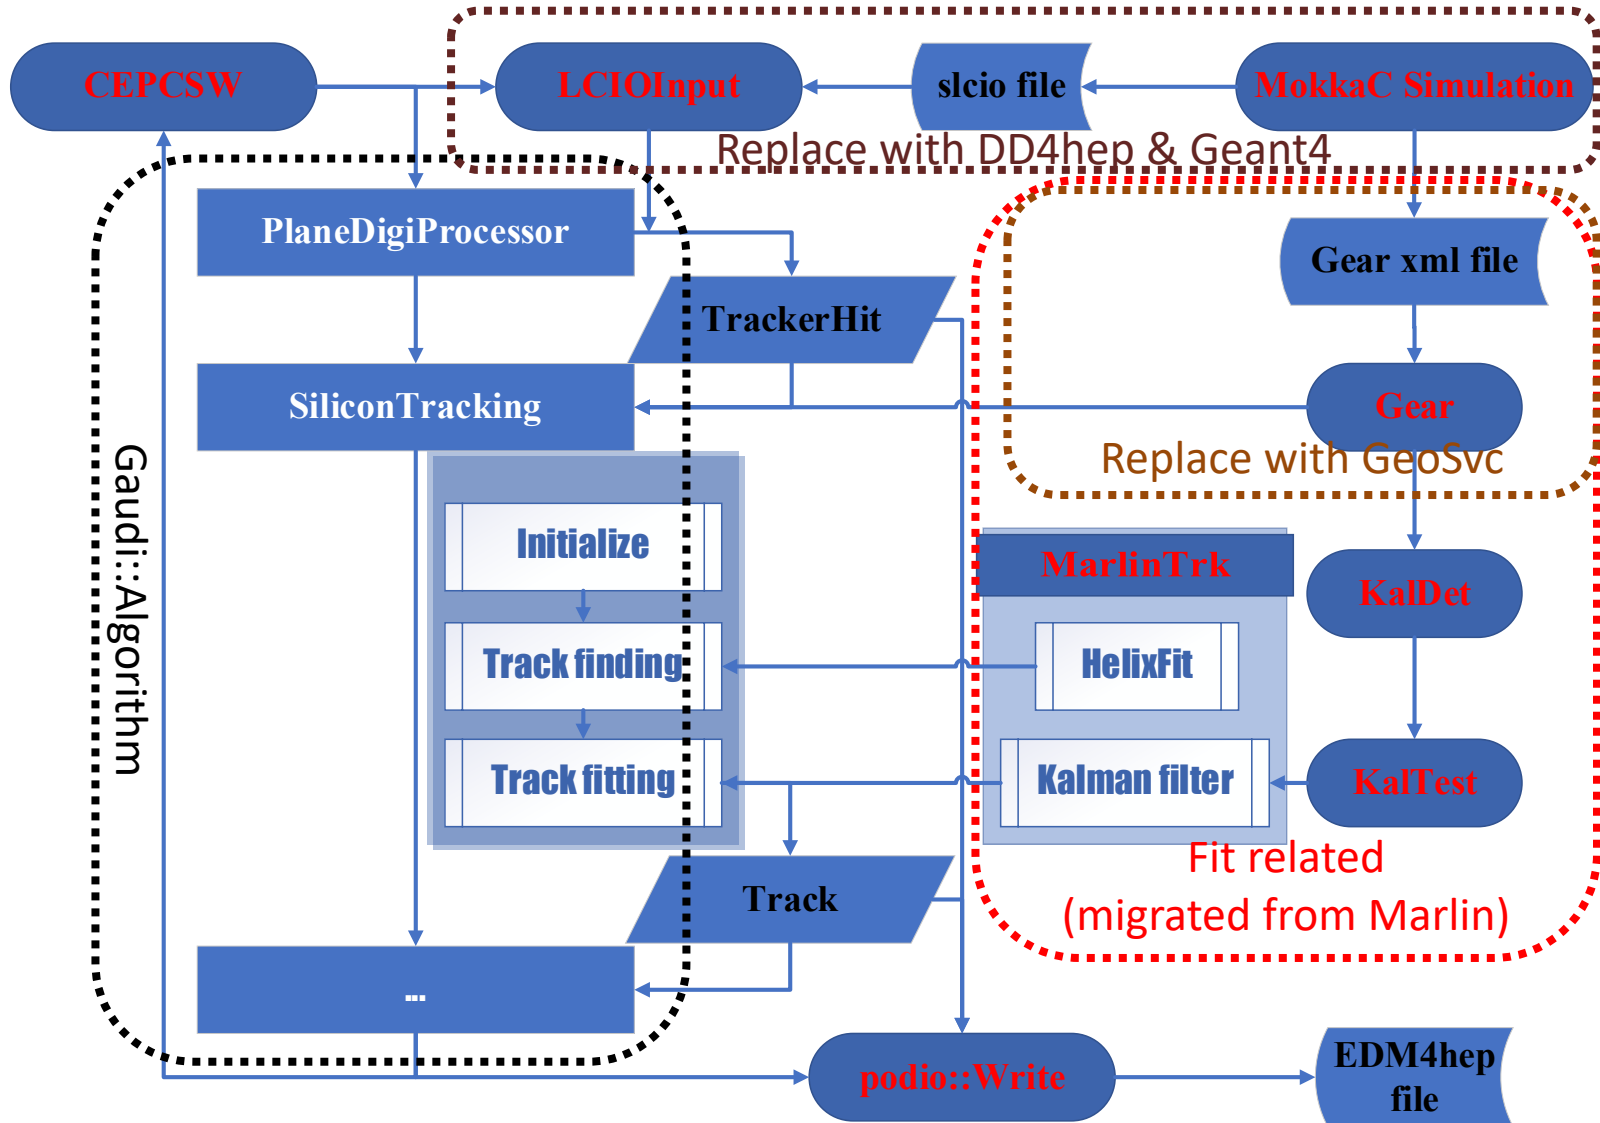 CEPCSW
LCIOInput
slcio file
MokkaC Simulation
Replace with DD4hep & Geant4
PlaneDigiProcessor
Gear xml file
TrackerHit
SiliconTracking
Gear
Replace with GeoSvc
Gaudi::Algorithm
Initialize
MarlinTrk
KalDet
Track finding
HelixFit
Track fitting
Kalman filter
KalTest
Fit related
(migrated from Marlin)
Track
...
podio::Write
EDM4hep
file